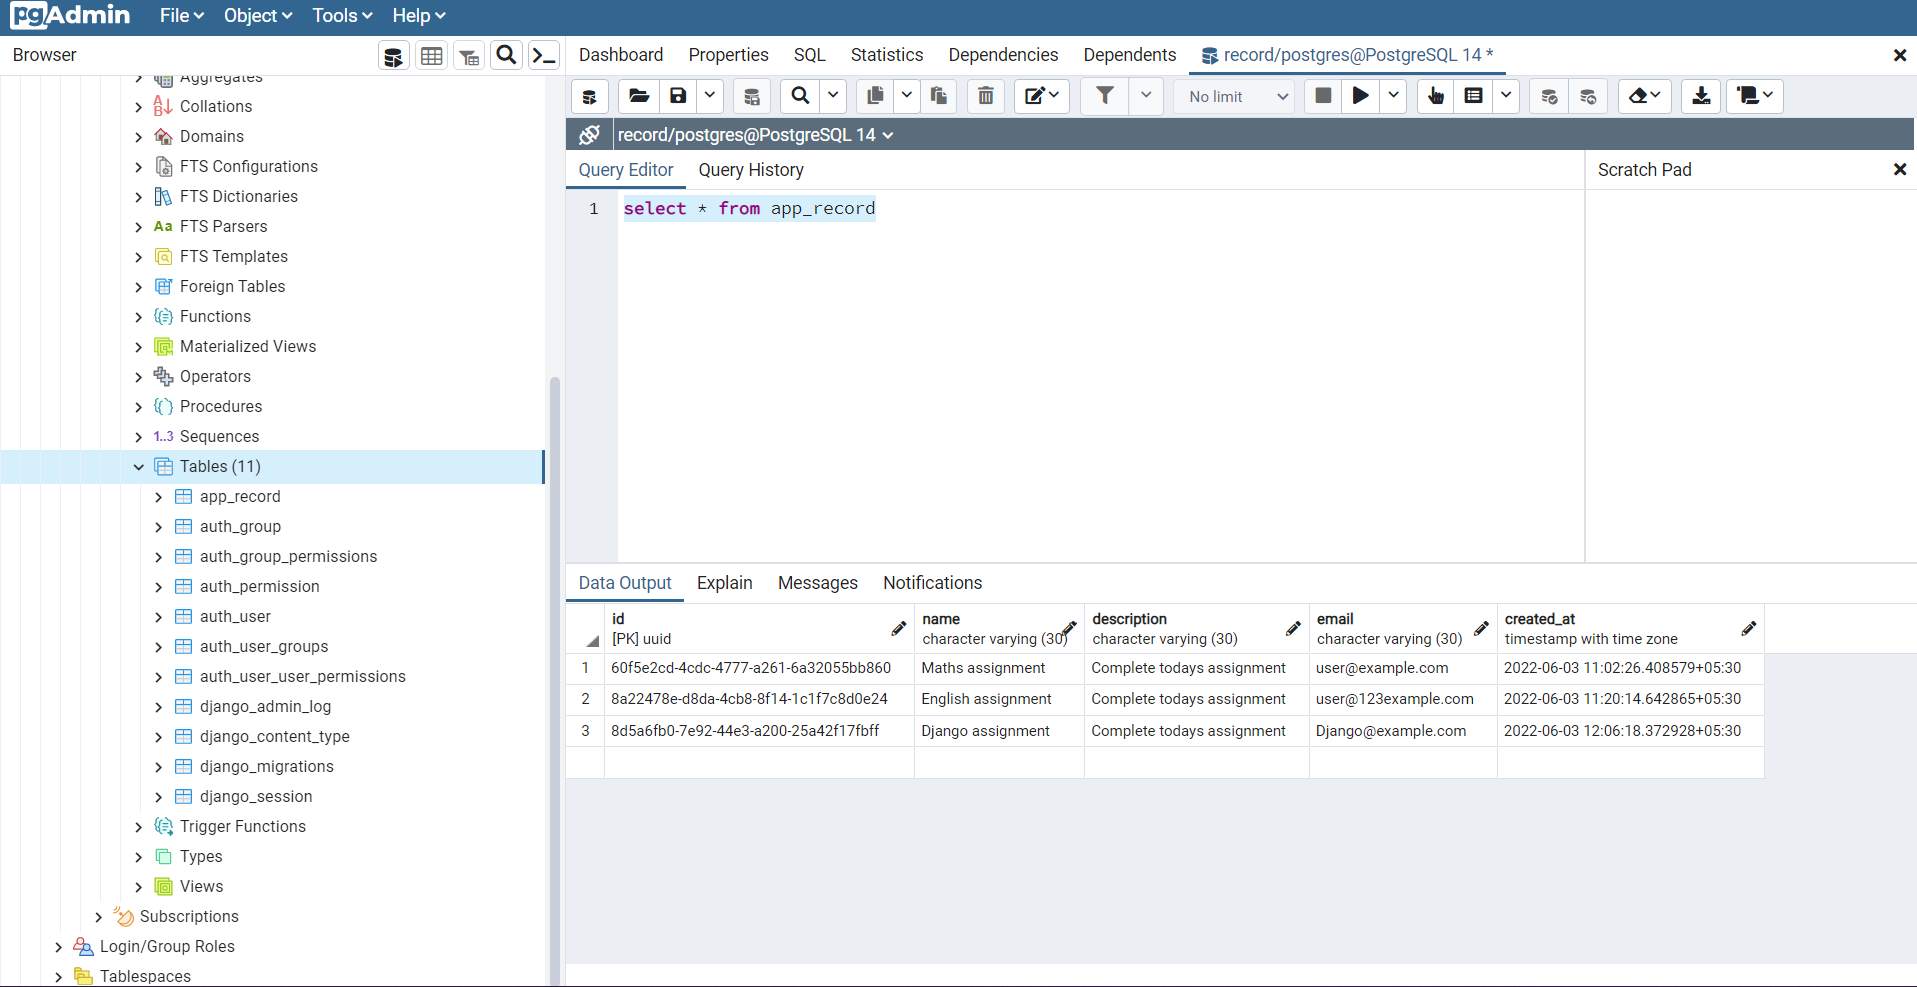 pgAdmin File Object Tools Help
Browser
Dashboard Properties SQL Statistics Dependencies Dependents record/postgres@PostgreSQL 14 *
No limit
record/postgres@PostgreSQL 14
Query Editor Query History
Scratch Pad
1 select * from app_record
Aggregates
Collations
Domains
FTS Configurations
FTS Dictionaries
Aa FTS Parsers
FTS Templates
Foreign Tables
Functions
Materialized Views
Operators
Procedures
1..3 Sequences
Tables (11)
app_record
auth_group
auth_group_permissions
auth_permission
auth_user
auth_user_groups
auth_user_user_permissions
django_admin_log
django_content_type
django_migrations
django_session
Trigger Functions
Types
Views
Subscriptions
Login/Group Roles
Tablespaces
Data Output Explain Messages Notifications
id name description email created_at
[PK] uuid character varying (30) character varying (30) character varying (30) timestamp with time zone
1 60f5e2cd-4cdc-4777-a261-6a32055bb860 Maths assignment Complete todays assignment user@example.com 2022-06-03 11:02:26.408579+05:30
2 8a22478e-d8da-4cb8-8f14-1c1f7c8d0e24 English assignment Complete todays assignment user@123example.com 2022-06-03 11:20:14.642865+05:30
3 8d5a6fb0-7e92-44e3-a200-25a42f17fbff Django assignment Complete todays assignment Django@example.com 2022-06-03 12:06:18.372928+05:30